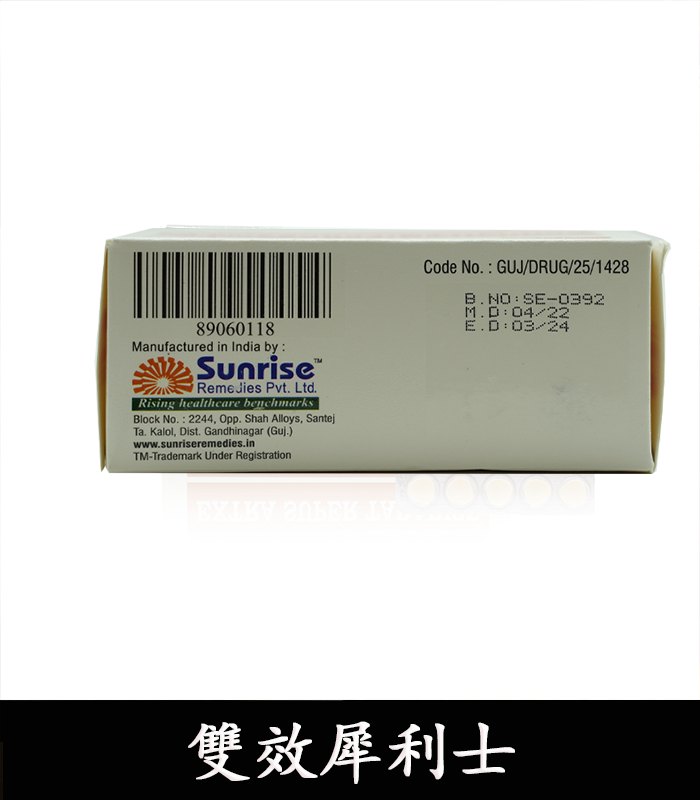 Code No. : GUJ/DRUG/25/1428
B.NO:SE-0392
M.D:04/22
E.D:03/24
89060118
Manufactured in India by :
Sunrise™
Remedies Pvt. Ltd.
Rising healthcare benchmarks
Block No. : 2244, Opp. Shah Alloys, Santej
Ta. Kalol, Dist. Gandhinagar (Guj.)
www.sunriseremedies.in
TM-Trademark Under Registration
EXTRA SUPER
雙效犀利士